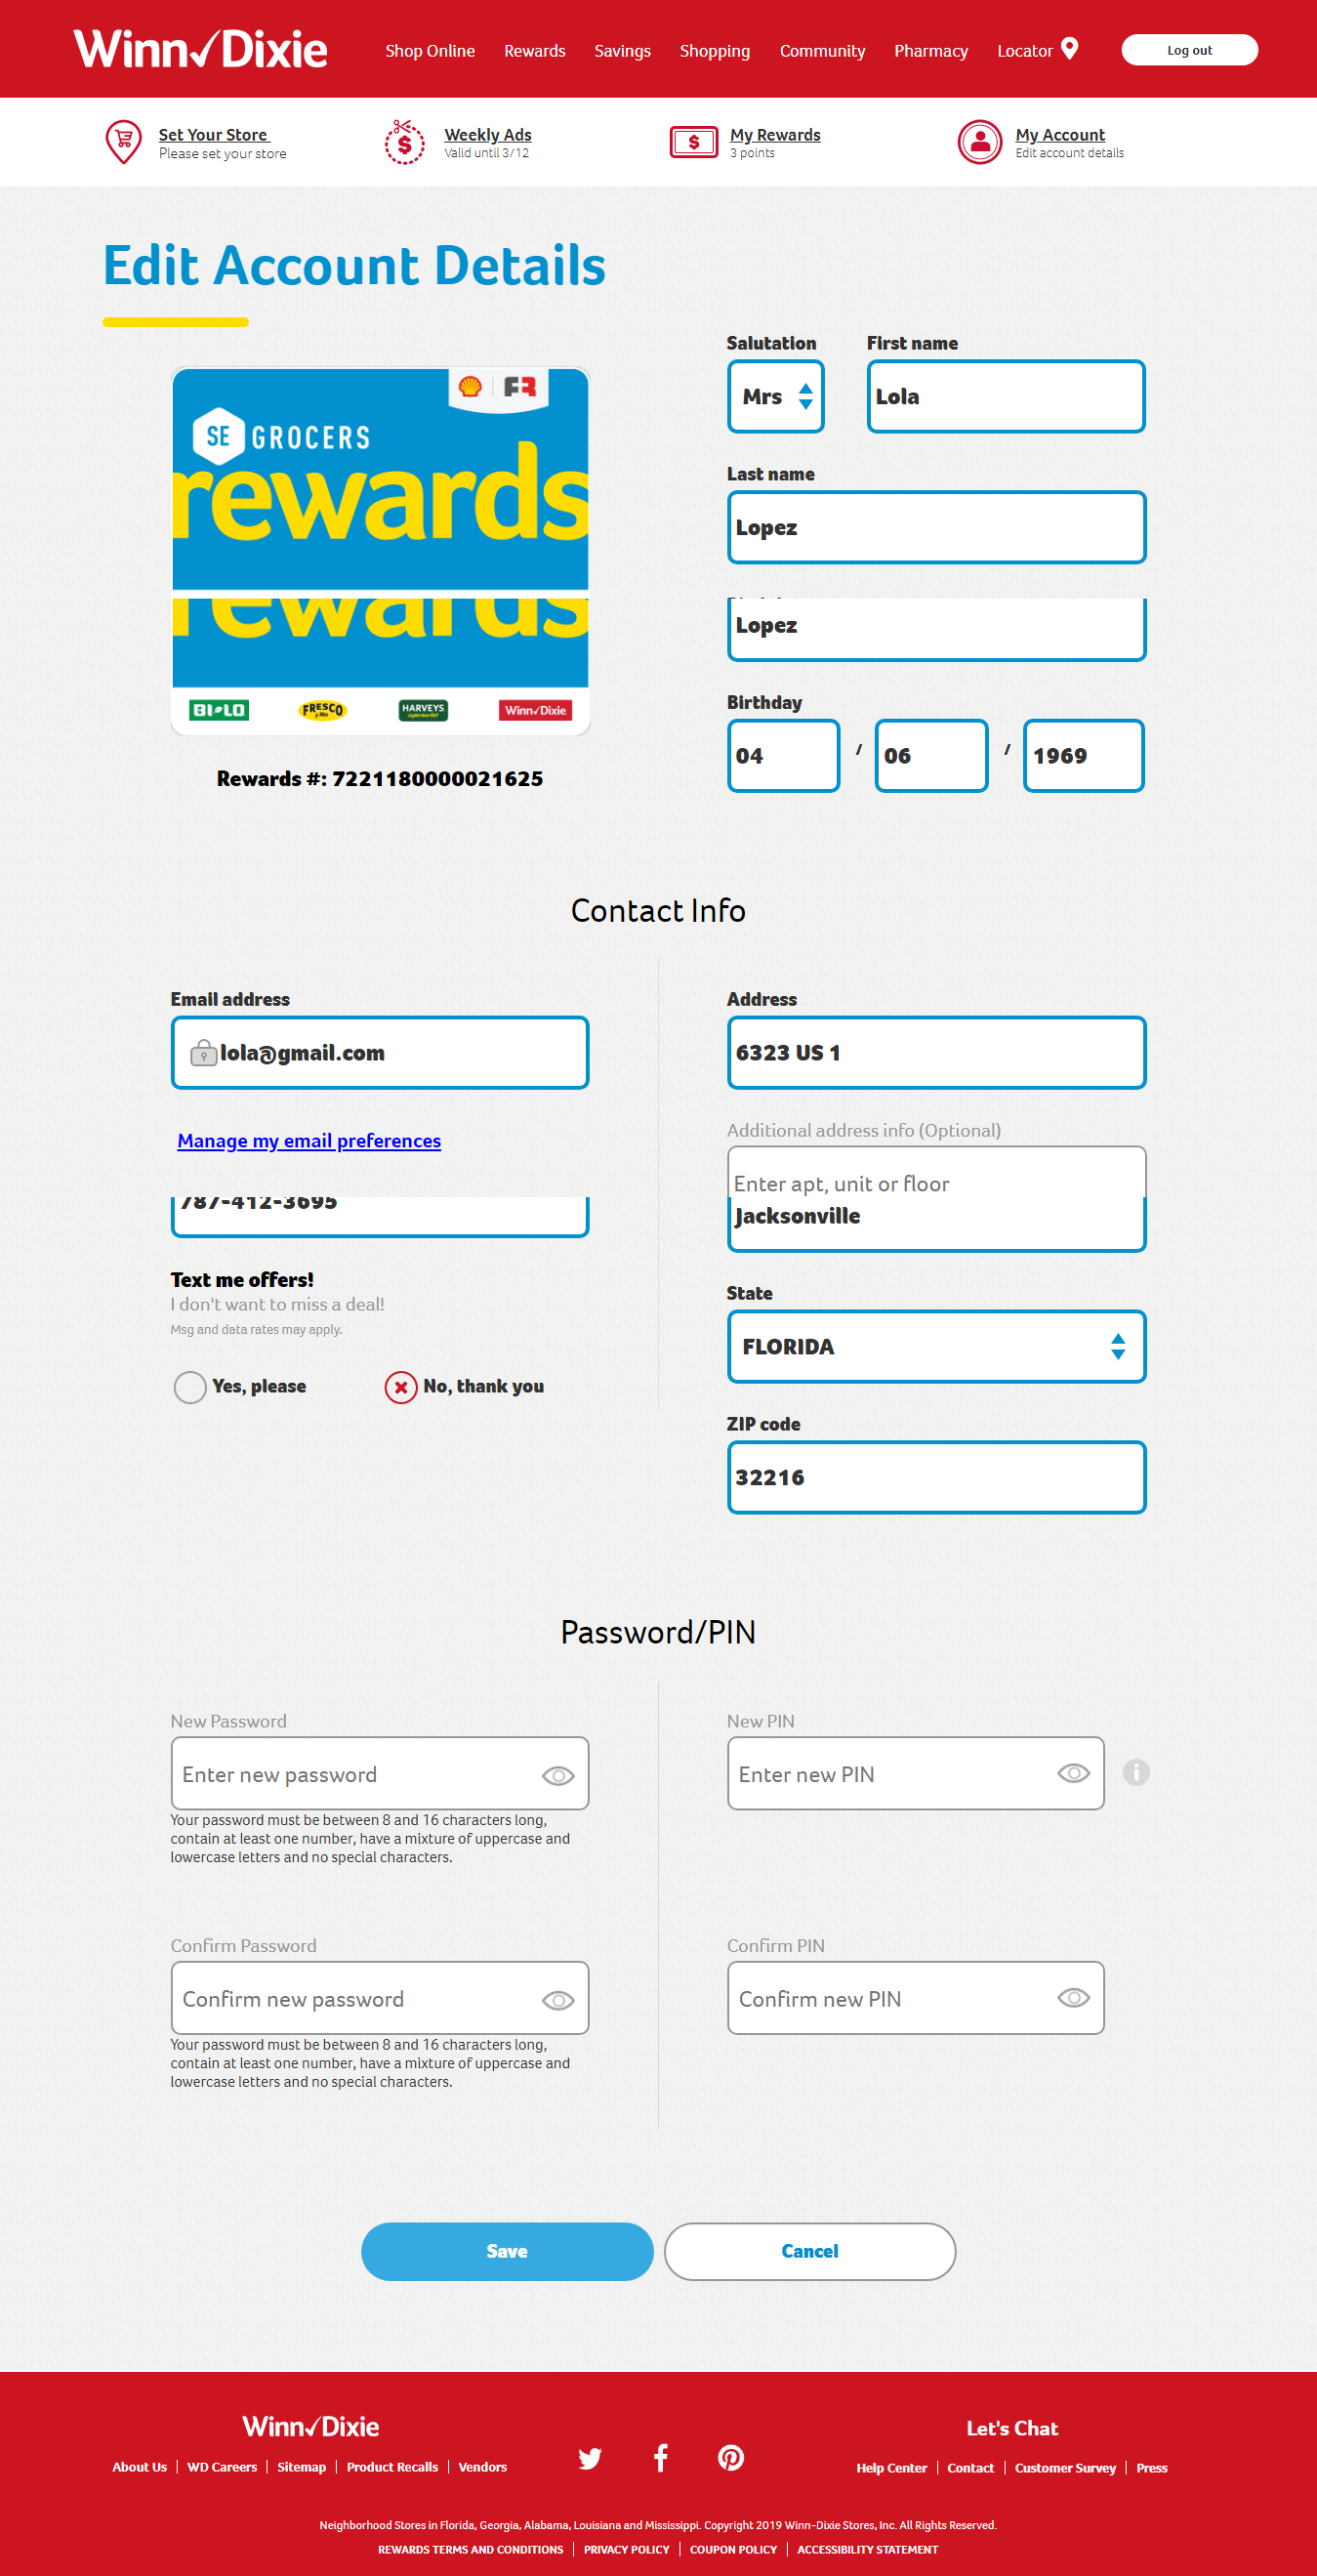 Winn✓Dixie
Shop Online Rewards Savings Shopping Community Pharmacy Locator Log out
Set Your Store Weekly Ads My Rewards My Account
Please set your store Valid until 3/12 3 points Edit account details
Edit Account Details
Salutation First name
Mrs Lola
SE GROCERS
rewards
Last name
Lopez
rewards
Lopez
BI-LO FRESCO y Más HARVEYS supermarket Winn✓Dixie
Birthday
04 / 06 / 1969
Rewards #: 7221180000021625
Contact Info
Email address
lola@gmail.com
Manage my email preferences
787-412-3695
Text me offers!
I don't want to miss a deal!
Msg and data rates may apply.
Yes, please No, thank you
Address
6323 US 1
Additional address info (Optional)
Enter apt, unit or floor
Jacksonville
State
FLORIDA
ZIP code
32216
Password/PIN
New Password
Enter new password
Your password must be between 8 and 16 characters long,
contain at least one number, have a mixture of uppercase and
lowercase letters and no special characters.
New PIN
Enter new PIN
Confirm Password
Confirm new password
Your password must be between 8 and 16 characters long,
contain at least one number, have a mixture of uppercase and
lowercase letters and no special characters.
Confirm PIN
Confirm new PIN
Save Cancel
Winn✓Dixie
About Us | WD Careers | Sitemap | Product Recalls | Vendors
Let's Chat
Help Center | Contact | Customer Survey | Press
Neighborhood Stores in Florida, Georgia, Alabama, Louisiana and Mississippi. Copyright 2019 Winn-Dixie Stores, Inc. All Rights Reserved.
REWARDS TERMS AND CONDITIONS | PRIVACY POLICY | COUPON POLICY | ACCESSIBILITY STATEMENT